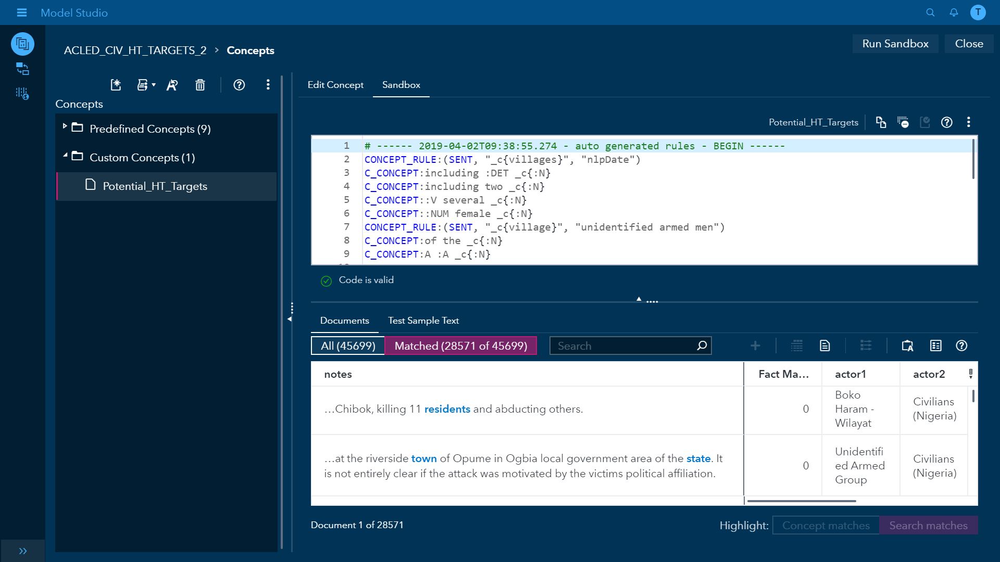 Model Studio
T
ACLED_CIV_HT_TARGETS_2 > Concepts
Run Sandbox
Close
Concepts
Predefined Concepts (9)
Custom Concepts (1)
Potential_HT_Targets
Edit Concept
Sandbox
Potential_HT_Targets
1 # ------ 2019-04-02T09:38:55.274 - auto generated rules - BEGIN ------
2 CONCEPT_RULE:(SENT, "_c{villages}", "nlpDate")
3 C_CONCEPT:including :DET _c{:N}
4 C_CONCEPT:including two _c{:N}
5 C_CONCEPT::V several _c{:N}
6 C_CONCEPT::NUM female _c{:N}
7 CONCEPT_RULE:(SENT, "_c{village}", "unidentified armed men")
8 C_CONCEPT:of the _c{:N}
9 C_CONCEPT:A :A _c{:N}
Code is valid
Documents
Test Sample Text
All (45699)
Matched (28571 of 45699)
Search
notes
Fact Ma...
actor1
actor2
...Chibok, killing 11 residents and abducting others.
0
Boko
Haram -
Wilayat
Civilians
(Nigeria)
...at the riverside town of Opume in Ogbia local government area of the state. It
is not entirely clear if the attack was motivated by the victims political affiliation.
0
Unidentifi
ed Armed
Group
Civilians
(Nigeria)
Document 1 of 28571
Highlight:
Concept matches
Search matches